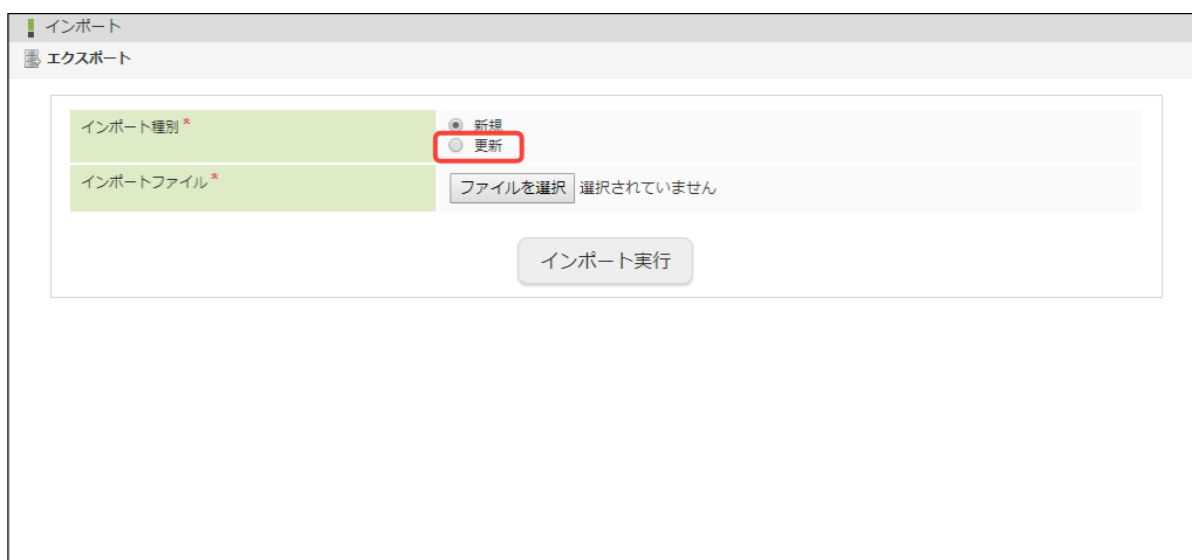 インポート
エクスポート
インポート種別*
新規
更新
インポートファイル*
ファイルを選択 選択されていません
インポート実行